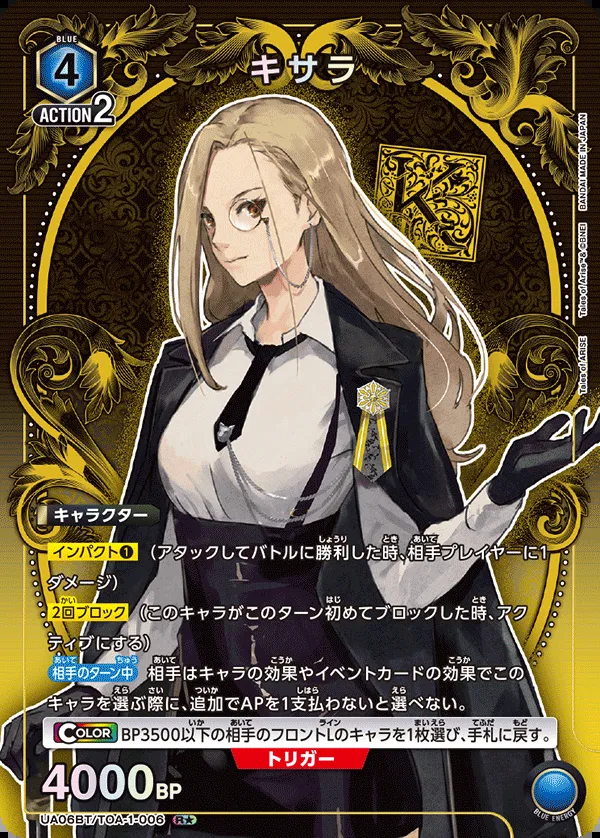 BLUE
4
キサラ
ACTION2
K
BANDAI MADE IN JAPAN
Tales of Arise™& ©BNEI
Tales of ARISE
キャラクター
インパクト❶ (アタックしてバトルに勝利した時、相手プレイヤーに1
ダメージ)
2回ブロック (このキャラがこのターン初めてブロックした時、アク
ティブにする)
相手のターン中 相手はキャラの効果やイベントカードの効果でこの
キャラを選ぶ際に、追加でAPを1支払わないと選べない。
COLOR BP3500以下の相手のフロントLのキャラを1枚選び、手札に戻す。
トリガー
4000BP
UA06BT/TOA-1-006 R★
BLUE ENERGY